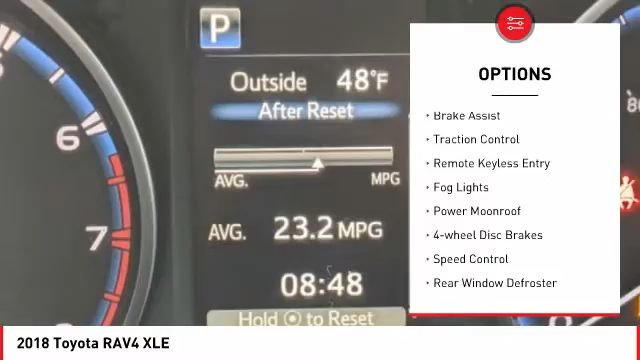 P
Outside 48°F
After Reset
AVG. MPG
AVG. 23.2 MPG
08:48
Hold to Reset
6
7
8
OPTIONS
Brake Assist
Traction Control
Remote Keyless Entry
Fog Lights
Power Moonroof
4-wheel Disc Brakes
Speed Control
Rear Window Defroster
2018 Toyota RAV4 XLE